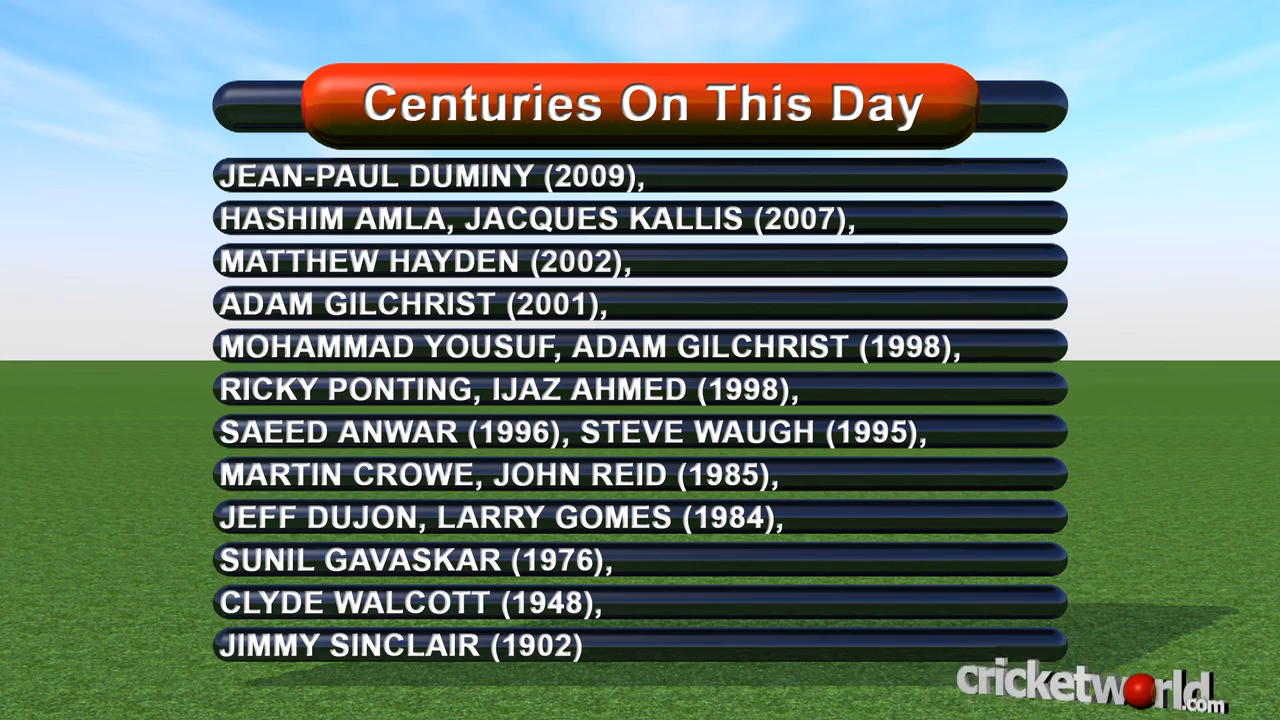 Centuries On This Day
JEAN-PAUL DUMINY (2009),
HASHIM AMLA, JACQUES KALLIS (2007),
MATTHEW HAYDEN (2002),
ADAM GILCHRIST (2001),
MOHAMMAD YOUSUF, ADAM GILCHRIST (1998),
RICKY PONTING, IJAZ AHMED (1998),
SAEED ANWAR (1996), STEVE WAUGH (1995),
MARTIN CROWE, JOHN REID (1985),
JEFF DUJON, LARRY GOMES (1984),
SUNIL GAVASKAR (1976),
CLYDE WALCOTT (1948),
JIMMY SINCLAIR (1902)
cricketworld.com